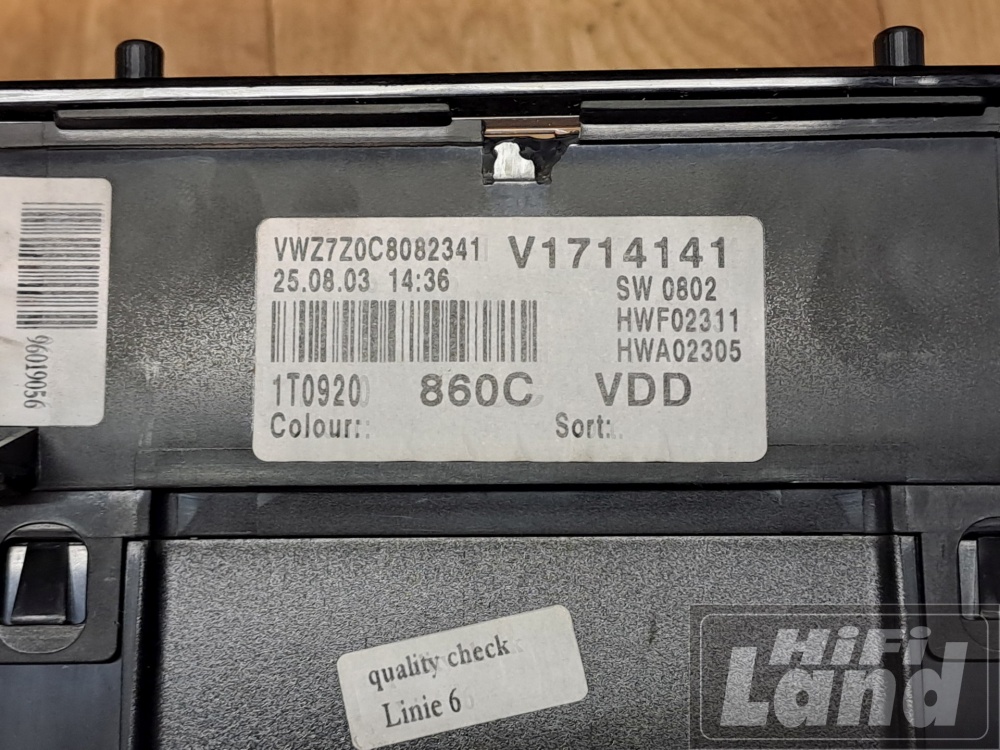 VWZ7Z0C8082341 V1714141
25.08.03 14:36 SW 0802
HWF02311
HWA02305
1T0920 860C VDD
Colour: Sort:
96019056
quality check
Linie 6
HiFi
Land